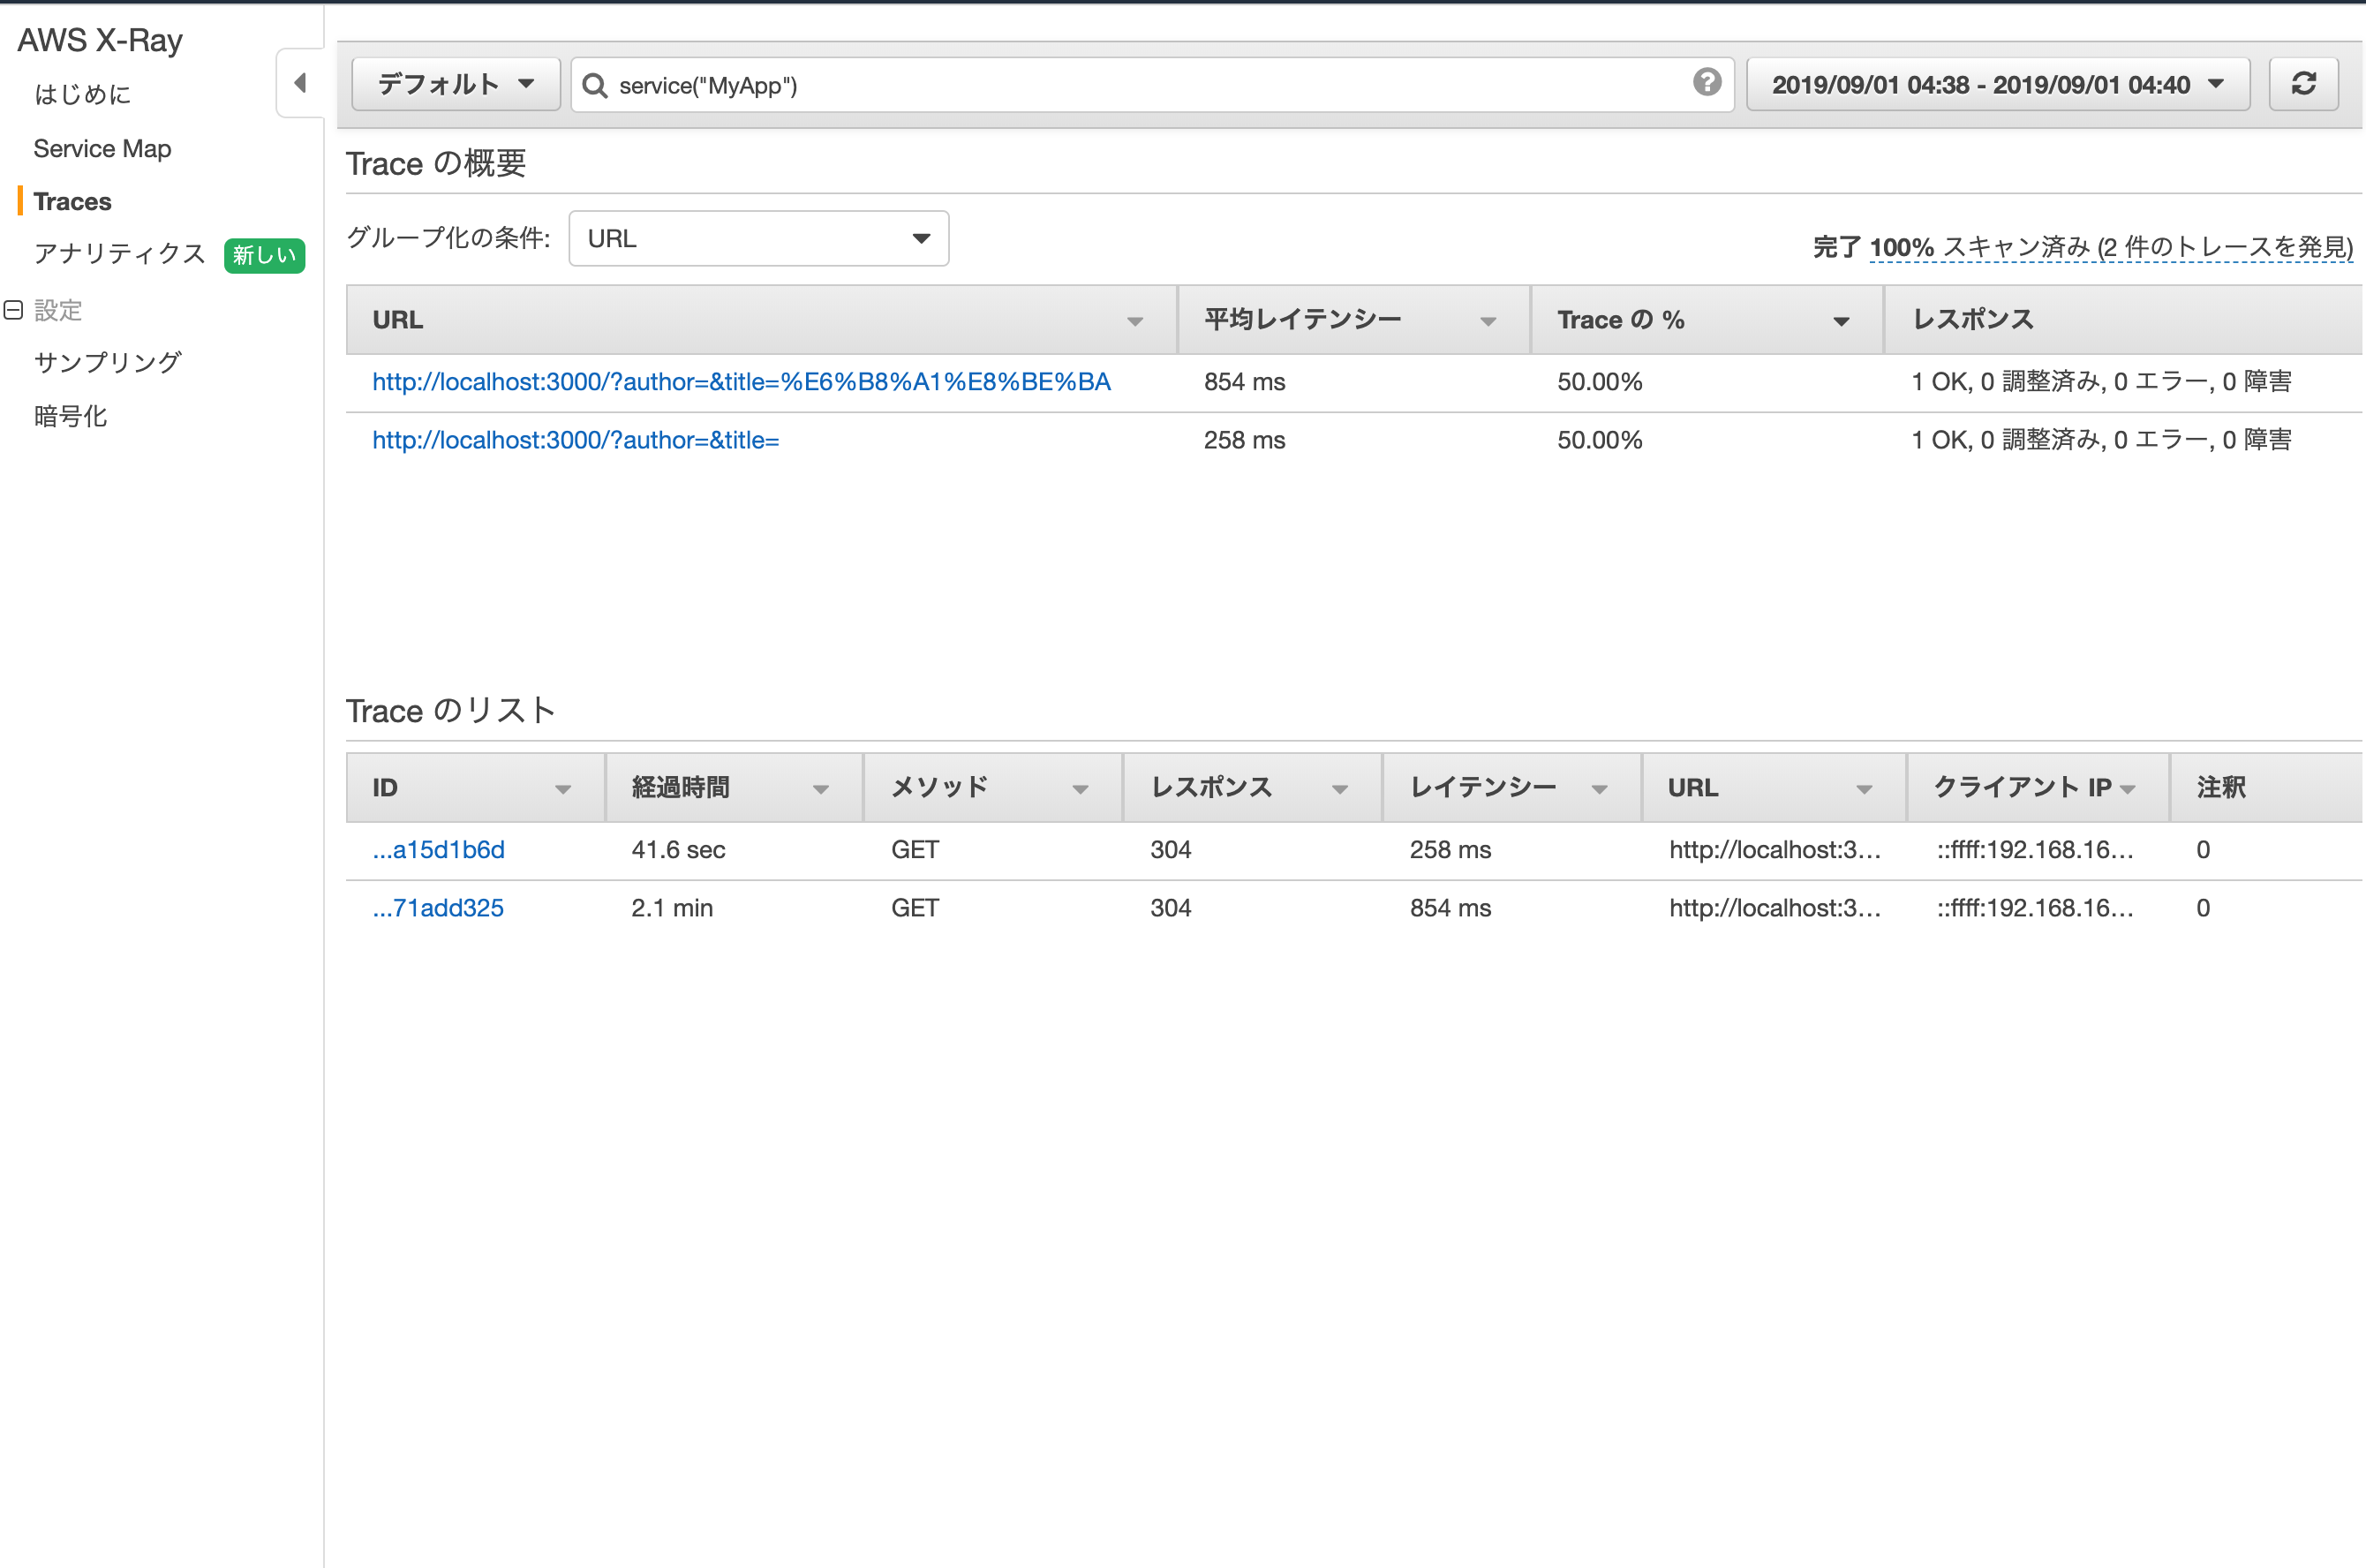 AWS X-Ray
はじめに
Service Map
Traces
アナリティクス 新しい
設定
サンプリング
暗号化
デフォルト service("MyApp") ? 2019/09/01 04:38 - 2019/09/01 04:40
Trace の概要
グループ化の条件: URL
完了 100% スキャン済み (2 件のトレースを発見)
URL 平均レイテンシー Trace の % レスポンス
http://localhost:3000/?author=&title=%E6%B8%A1%E8%BE%BA 854 ms 50.00% 1 OK, 0 調整済み, 0 エラー, 0 障害
http://localhost:3000/?author=&title= 258 ms 50.00% 1 OK, 0 調整済み, 0 エラー, 0 障害
Trace のリスト
ID 経過時間 メソッド レスポンス レイテンシー URL クライアント IP 注釈
...a15d1b6d 41.6 sec GET 304 258 ms http://localhost:3... ::ffff:192.168.16... 0
...71add325 2.1 min GET 304 854 ms http://localhost:3... ::ffff:192.168.16... 0